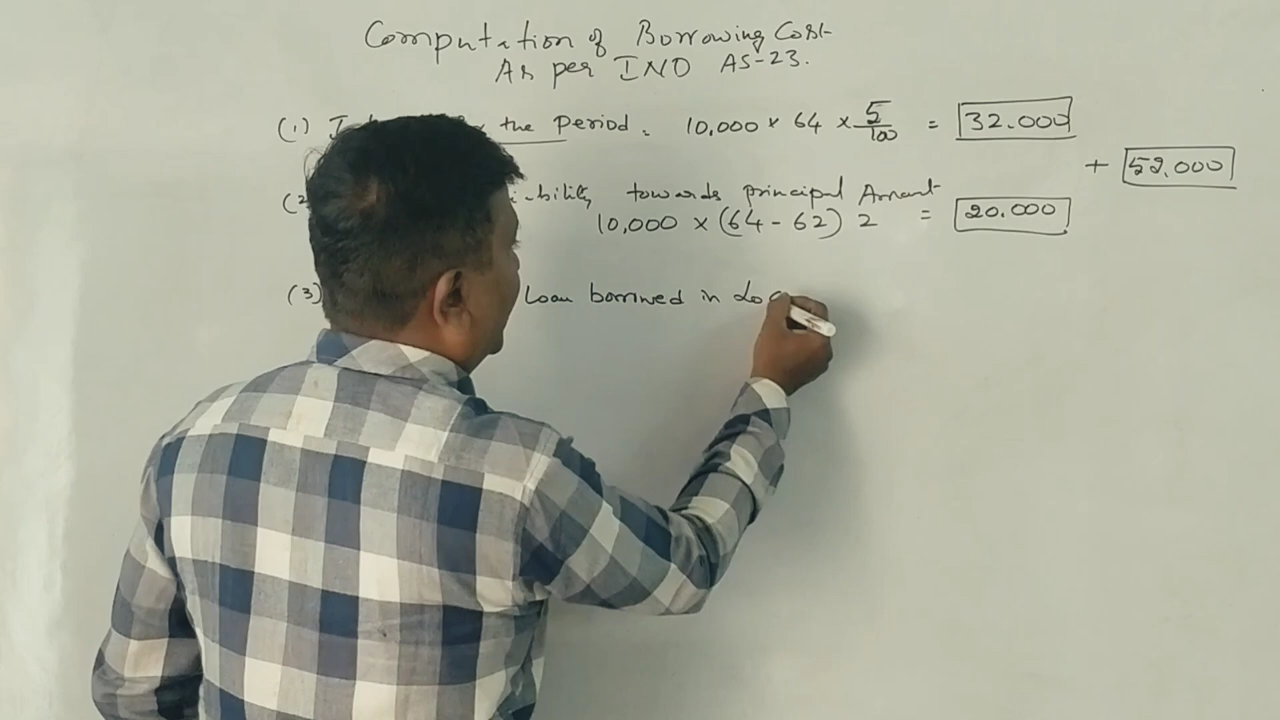 Computation of Borrowing Cost
As per IND AS-23.
(1) the Period. 10,000 × 64 × 5/100 = 32.000
+ 52.000
towards principal Amount
10,000 × (64 - 62) 2 = 20.000
(3) Loan borrowed in